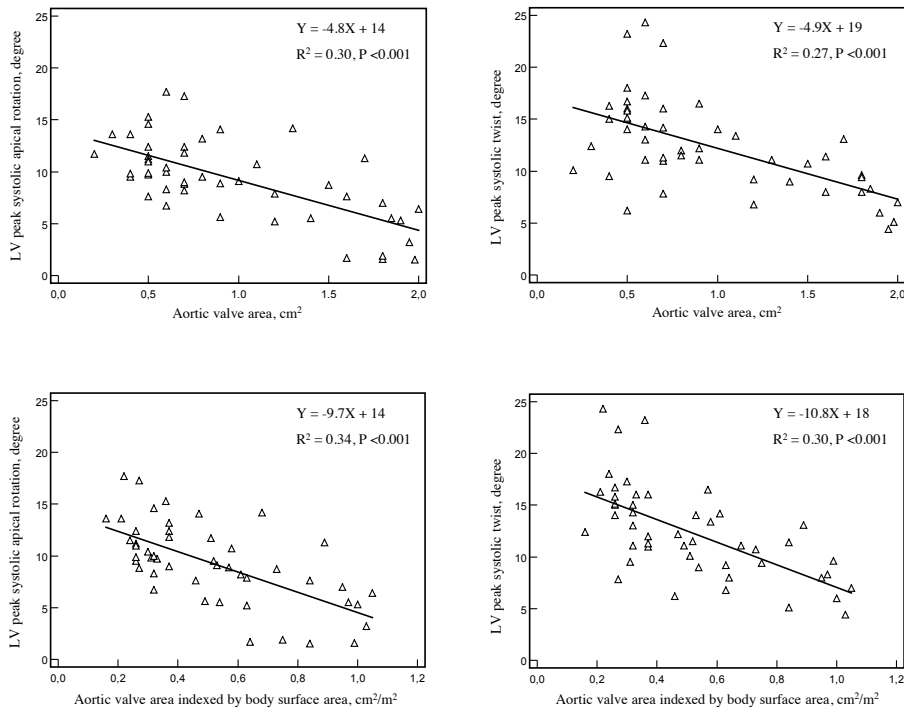 Y = -4.8X + 14
R² = 0.30, P <0.001
LV peak systolic apical rotation, degree
25
20
15
10
5
0
0,0 0,5 1.0 1.5 2,0
Aortic valve area, cm²
Y = -4.9X + 19
R² = 0.27, P <0.001
LV peak systolic twist, degree
25
20
15
10
5
0
0,0 0,5 1.0 1.5 2,0
Aortic valve area, cm²
Y = -9.7X + 14
R² = 0.34, P <0.001
LV peak systolic apical rotation, degree
25
20
15
10
5
0
0,0 0,2 0,4 0,6 0,8 1,0 1,2
Aortic valve area indexed by body surface area, cm²/m²
Y = -10.8X + 18
R² = 0.30, P <0.001
LV peak systolic twist, degree
25
20
15
10
5
0
0,0 0,2 0,4 0,6 0,8 1,0 1,2
Aortic valve area indexed by body surface area, cm²/m²